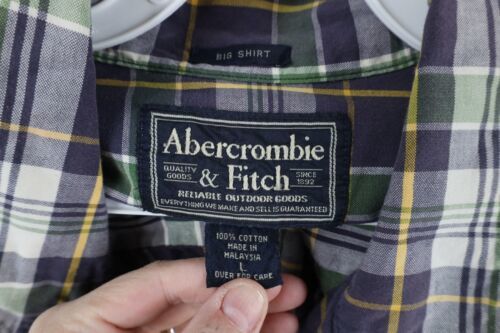 BIG SHIRT
Abercrombie
QUALITY GOODS
& Fitch
SINCE 1892
RELIABLE OUTDOOR GOODS
EVERYTHING WE MAKE AND SELL IS GUARANTEED
100% COTTON
MADE IN
MALAYSIA
L
OVER FOR CARE